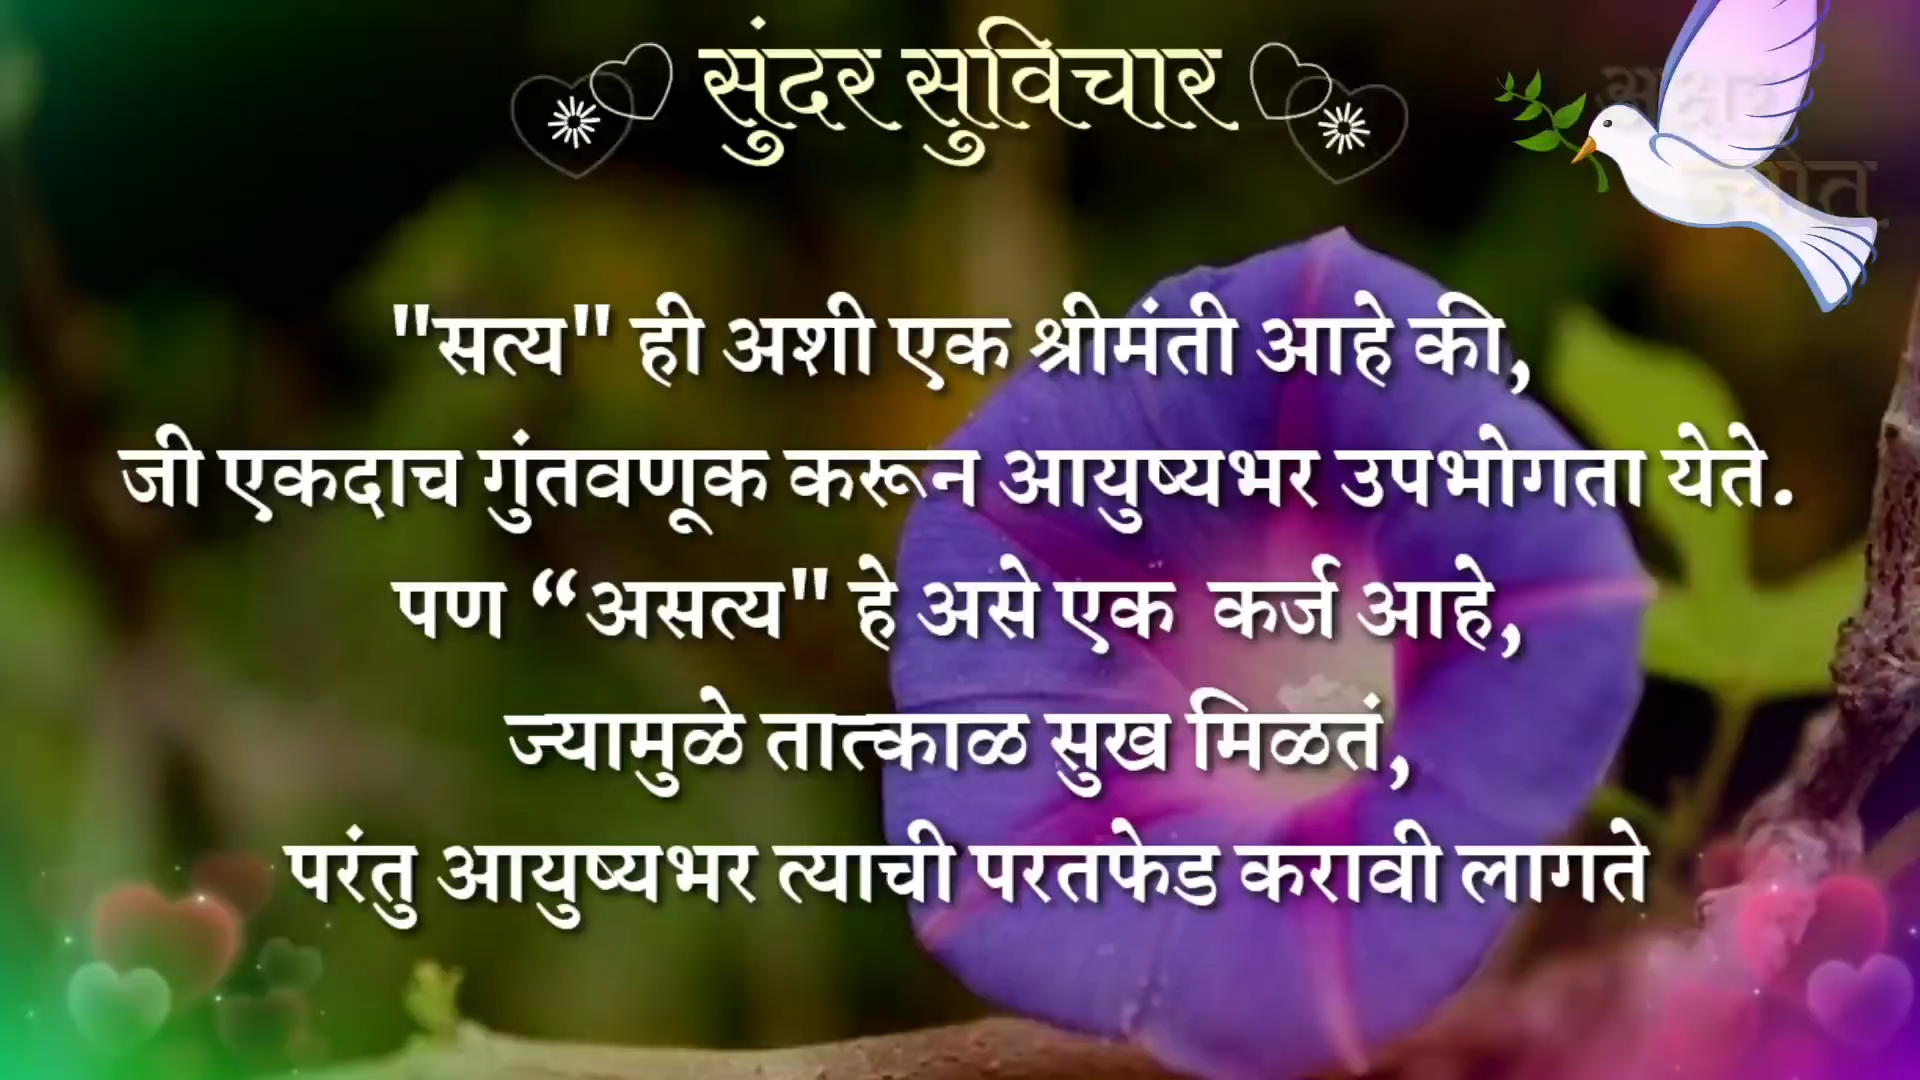 सुंदर सुविचार
"सत्य" ही अशी एक श्रीमंती आहे की,
जी एकदाच गुंतवणूक करून आयुष्यभर उपभोगता येते.
पण “असत्य" हे असे एक कर्ज आहे,
ज्यामुळे तात्काळ सुख मिळतं,
परंतु आयुष्यभर त्याची परतफेड करावी लागते